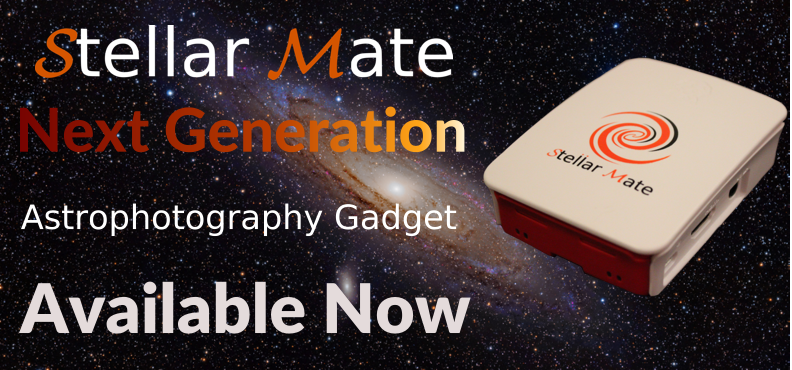 Stellar Mate
Next Generation
Astrophotography Gadget
Available Now
Stellar Mate